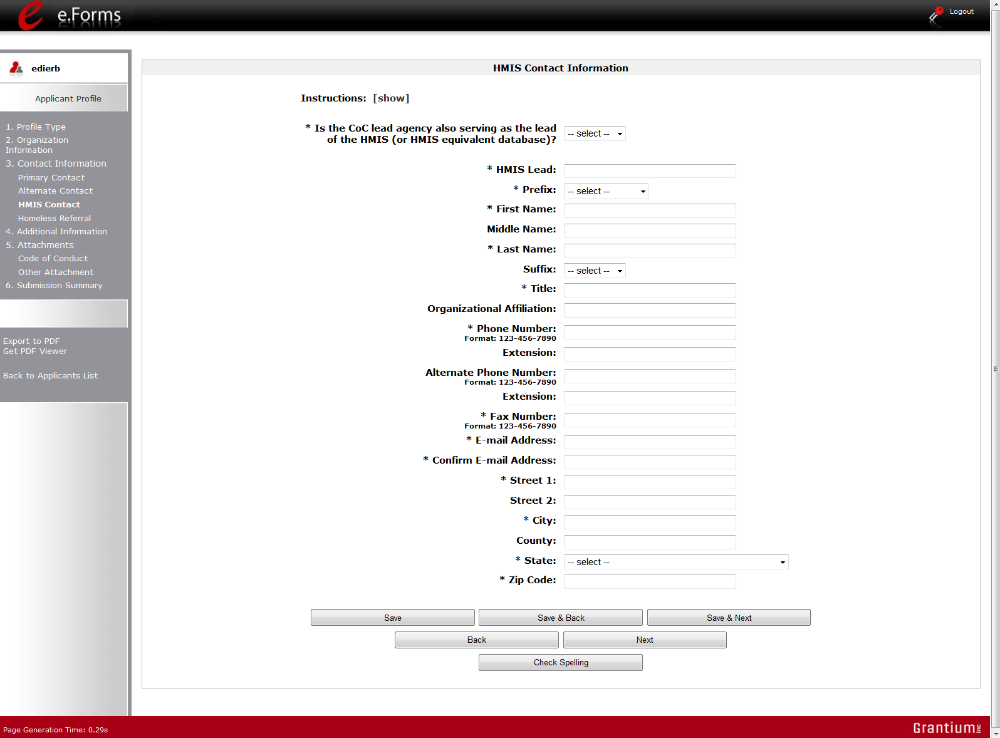 e.Forms
Logout
edierb
Applicant Profile
1. Profile Type
2. Organization
Information
3. Contact Information
Primary Contact
Alternate Contact
HMIS Contact
Homeless Referral
4. Additional Information
5. Attachments
Code of Conduct
Other Attachment
6. Submission Summary
Export to PDF
Get PDF Viewer
Back to Applicants List
HMIS Contact Information
Instructions: [show]
* Is the CoC lead agency also serving as the lead
of the HMIS (or HMIS equivalent database)?
-- select --
* HMIS Lead:
* Prefix: -- select --
* First Name:
Middle Name:
* Last Name:
Suffix: -- select --
* Title:
Organizational Affiliation:
* Phone Number:
Format: 123-456-7890
Extension:
Alternate Phone Number:
Format: 123-456-7890
Extension:
* Fax Number:
Format: 123-456-7890
* E-mail Address:
* Confirm E-mail Address:
* Street 1:
Street 2:
* City:
County:
* State: -- select --
* Zip Code:
Save Save & Back Save & Next
Back Next
Check Spelling
Page Generation Time: 0.29s
Grantium inc